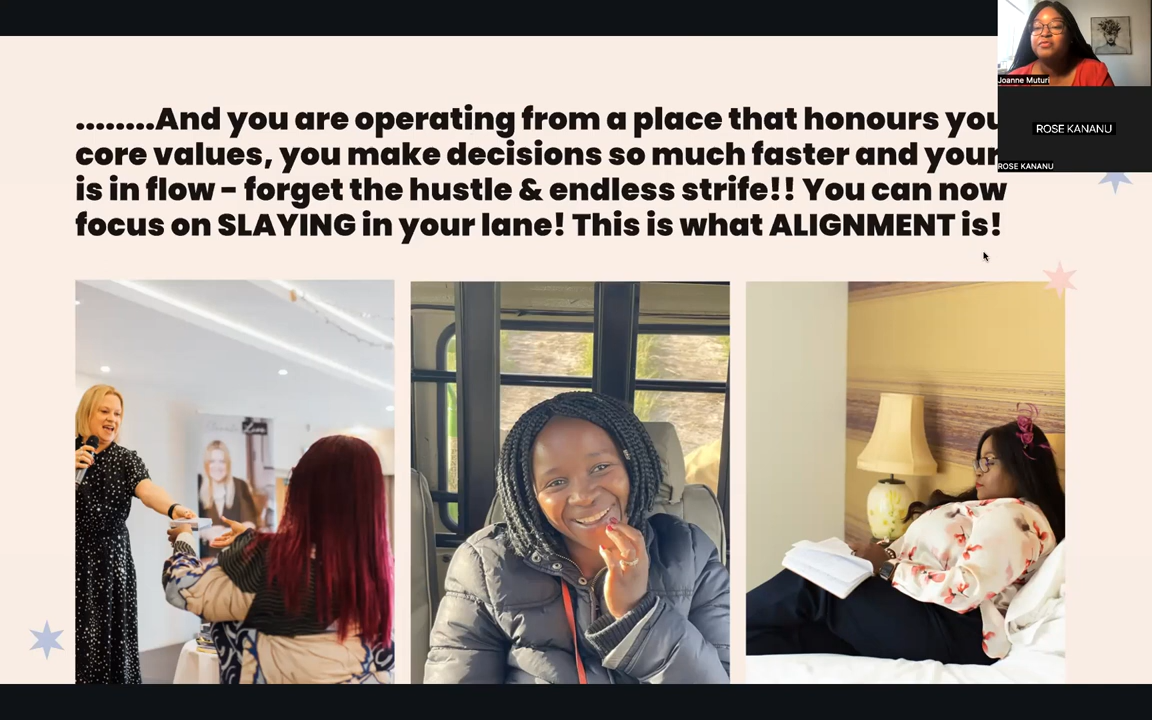 ........And you are operating from a place that honours you
core values, you make decisions so much faster and your
is in flow – forget the hustle & endless strife!! You can now
focus on SLAYING in your lane! This is what ALIGNMENT is!
Joanne Muturi
ROSE KANANU
ROSE KANANU